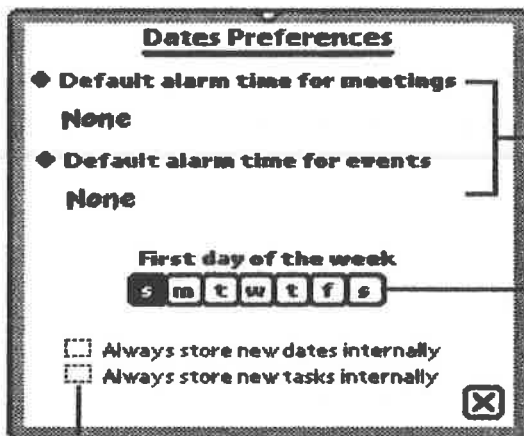 Dates Preferences
Default alarm time for meetings
None
Default alarm time for events
None
First day of the week
s m t w t f s
Always store new dates internally
Always store new tasks internally